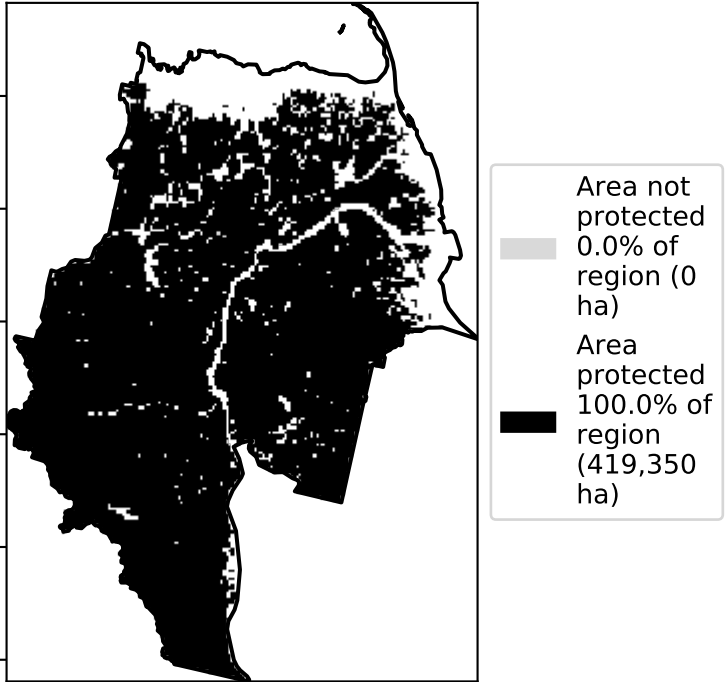 Area not
protected
0.0% of
region (0
ha)
Area
protected
100.0% of
region
(419,350
ha)